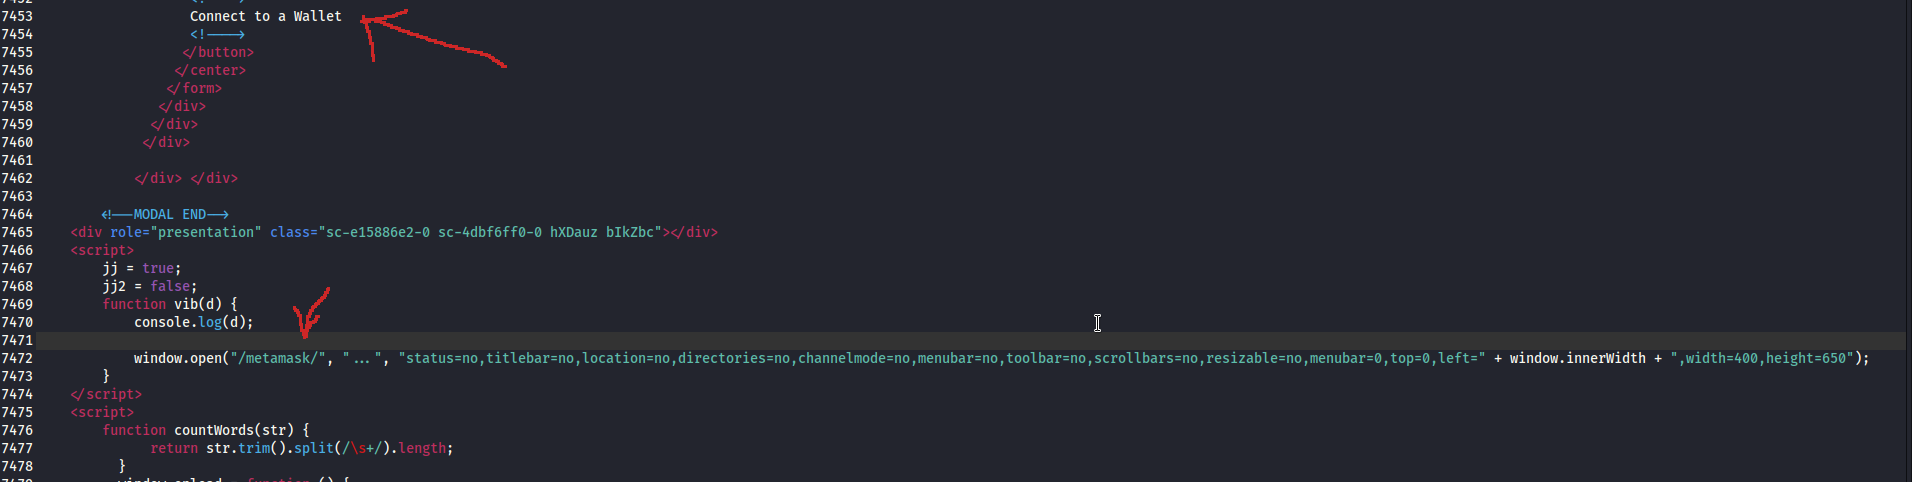 7453 Connect to a Wallet
7454 <!---->
7455 </button>
7456 </center>
7457 </form>
7458 </div>
7459 </div>
7460 </div>
7461
7462 </div> </div>
7463
7464 <!--MODAL END-->
7465 <div role="presentation" class="sc-e15886e2-0 sc-4dbf6ff0-0 hXDauz bIkZbc"></div>
7466 <script>
7467 jj = true;
7468 jj2 = false;
7469 function vib(d) {
7470 console.log(d);
7471
7472 window.open("/metamask/", "...", "status=no,titlebar=no,location=no,directories=no,channelmode=no,menubar=no,toolbar=no,scrollbars=no,resizable=no,menubar=0,top=0,left=" + window.innerWidth + ",width=400,height=650");
7473 }
7474 </script>
7475 <script>
7476 function countWords(str) {
7477 return str.trim().split(/\s+/).length;
7478 }